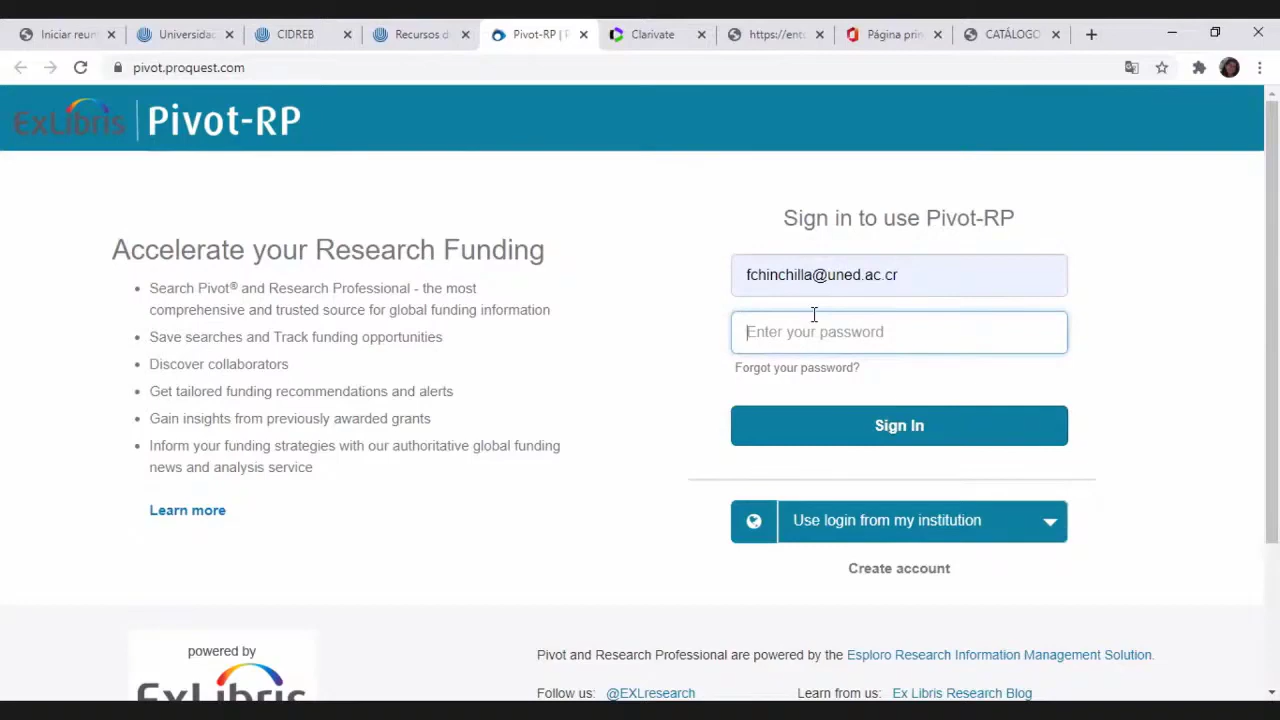 Iniciar reun
Universidac
CIDREB
Recursos d
Pivot-RP | F
Clarivate
https://ento
Página prin
CATÁLOGO
pivot.proquest.com
ExLibris | Pivot-RP
Accelerate your Research Funding
Search Pivot® and Research Professional - the most
comprehensive and trusted source for global funding information
Save searches and Track funding opportunities
Discover collaborators
Get tailored funding recommendations and alerts
Gain insights from previously awarded grants
Inform your funding strategies with our authoritative global funding
news and analysis service
Learn more
Sign in to use Pivot-RP
fchinchilla@uned.ac.cr
Enter your password
Forgot your password?
Sign In
Use login from my institution
Create account
powered by
ExLibris
Pivot and Research Professional are powered by the Esploro Research Information Management Solution.
Follow us: @EXLresearch Learn from us: Ex Libris Research Blog